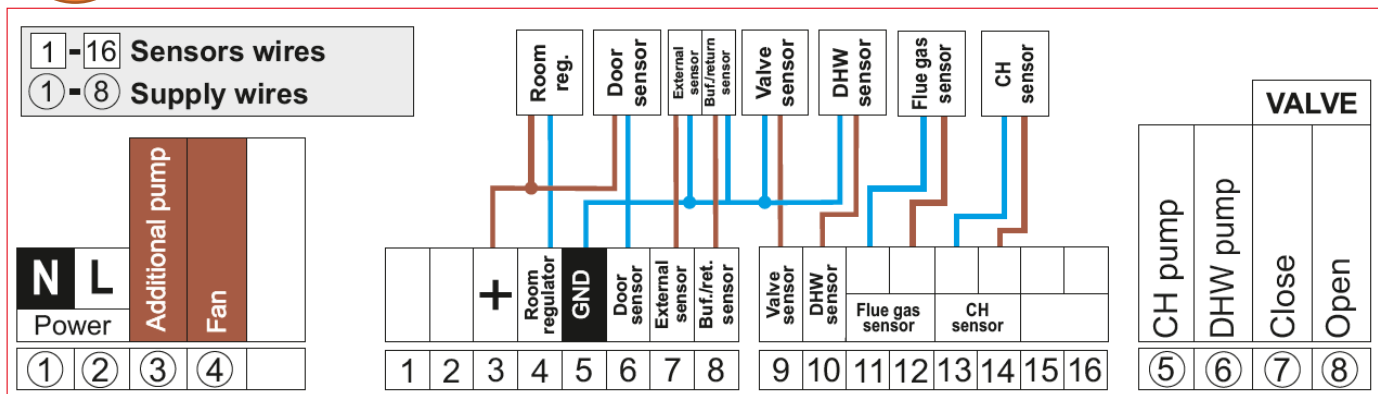 1-16 Sensors wires
1-8 Supply wires
Room reg.
Door sensor
External sensor
Buf./return sensor
Valve sensor
DHW sensor
Flue gas sensor
CH sensor
VALVE
N L
Power
Additional pump
Fan
+
Room regulator
GND
Door sensor
External sensor
Buf./ret. sensor
Valve sensor
DHW sensor
Flue gas sensor
CH sensor
CH pump
DHW pump
Close
Open
1 2 3 4
1 2 3 4 5 6 7 8
9 10 11 12 13 14 15 16
5 6 7 8